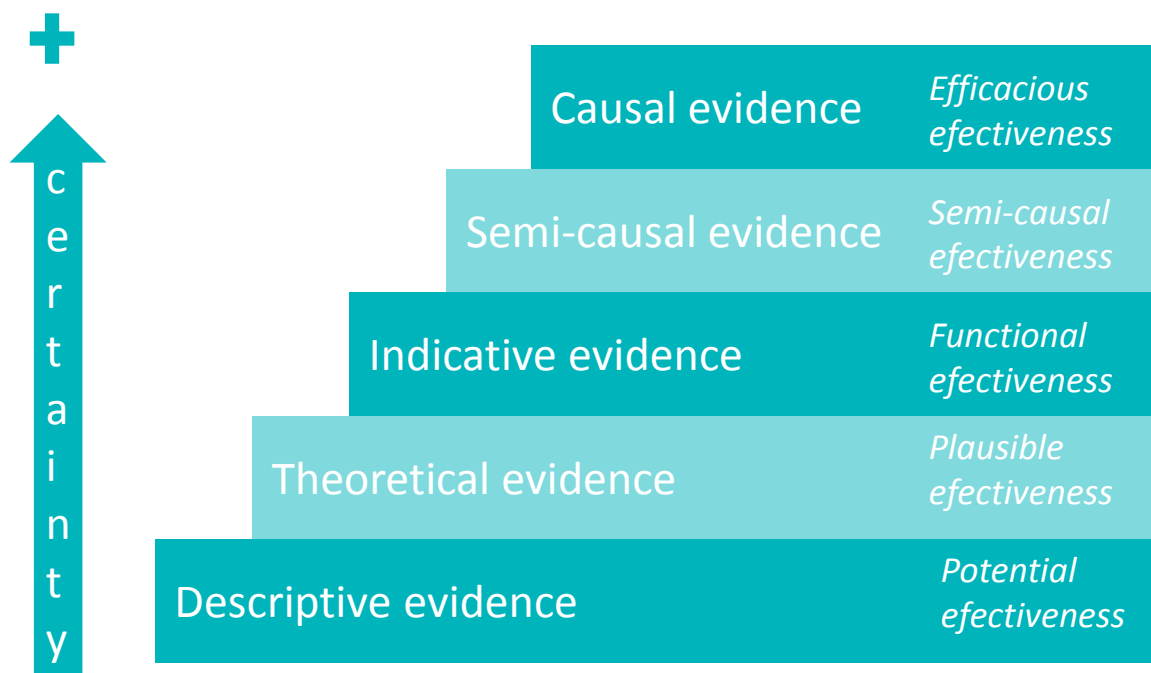 +
certainty
Causal evidence
Efficacious
efectiveness
Semi-causal evidence
Semi-causal
efectiveness
Indicative evidence
Functional
efectiveness
Theoretical evidence
Plausible
efectiveness
Descriptive evidence
Potential
efectiveness